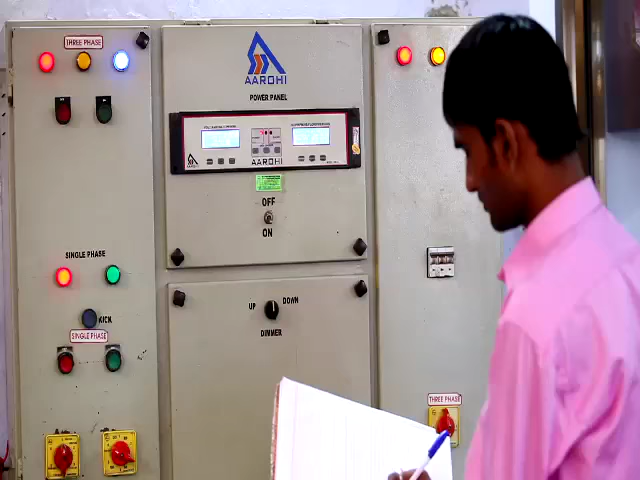 THREE PHASE
AAROHI
POWER PANEL
AAROHI
OFF
ON
SINGLE PHASE
KICK
SINGLE PHASE
UP
DOWN
DIMMER
THREE PHASE